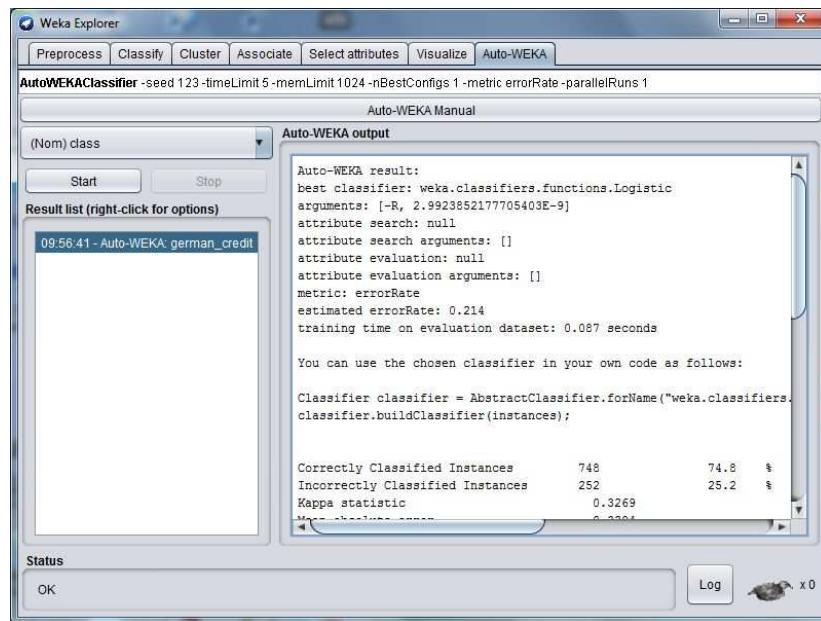 Weka Explorer
Preprocess Classify Cluster Associate Select attributes Visualize Auto-WEKA
AutoWEKAClassifier -seed 123 -timeLimit 5 -memLimit 1024 -nBestConfigs 1 -metric errorRate -parallelRuns 1
Auto-WEKA Manual
(Nom) class
Start Stop
Result list (right-click for options)
09:56:41 - Auto-WEKA: german_credit
Auto-WEKA output
Auto-WEKA result:
best classifier: weka.classifiers.functions.Logistic
arguments: [-R, 2.9923852177705403E-9]
attribute search: null
attribute search arguments: []
attribute evaluation: null
attribute evaluation arguments: []
metric: errorRate
estimated errorRate: 0.214
training time on evaluation dataset: 0.087 seconds
You can use the chosen classifier in your own code as follows:
Classifier classifier = AbstractClassifier.forName("weka.classifiers.
classifier.buildClassifier(instances);
Correctly Classified Instances 748 74.8 %
Incorrectly Classified Instances 252 25.2 %
Kappa statistic 0.3269
Status
OK
Log
x 0